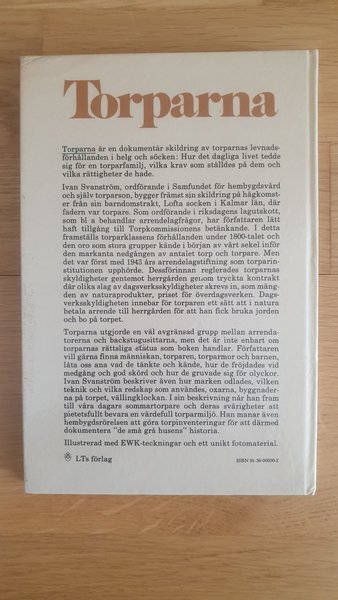 Torparna
Torparna är en dokumentär skildring av torparnas levnads-
förhållanden i helg och söcken: Hur det dagliga livet tedde
sig för en torparfamilj, vilka krav som ställdes på dem och
vilka rättigheter de hade.
Ivan Svanström, ordförande i Samfundet för hembygdsvård
och själv torparson, bygger främst sin skildring på hågkomst-
er från sin barndomstrakt, Lofta socken i Kalmar län, där
fadern var torpare. Som ordförande i riksdagens lagutskott,
som bl a behandlar arrendelagfrågor, har författaren lätt
haft tillgång till Torpkommissionens betänkande. I detta
framställs torparklassens förhållanden under 1800-talet och
den oro som stora grupper kände i början av vårt sekel inför
den markanta nedgången av antalet torp och torpare. Men
det var först med 1943 års arrendelagstiftning som torparin-
stitutionen upphörde. Dessförinnan reglerades torparnas
skyldigheter gentemot herrgården genom tryckta kontrakt
där olika slag av dagsverksskyldigheter skrevs in, som mäng-
den av naturaprodukter, priset för överdagsverken. Dags-
verksskyldigheten innebar för torparen ett sätt att i natura
betala arrende till herrgården för att han fick bruka jorden
och bo på torpet.
Torparna utgjorde en väl avgränsad grupp mellan arrenda-
torerna och backstugusittarna, men det är inte enbart om
torparnas rättsliga status som boken handlar. Författaren
vill gärna finna människan, torparen, torparmor och barnen,
låta oss ana vad de tänkte och kände, hur de fröjdades vid
medgång och god skörd och hur de gruvade sig för olyckor.
Ivan Svanström beskriver även hur marken odlades, vilken
teknik och vilka redskap som användes, oxarna, byggnader-
na på torpet, vällingklockan. I sin beskrivning når han fram
till våra dagars sommartorpare och deras svårigheter att
pietetsfullt bevara en värdefull torparmiljö. Han manar även
hembygdsrörelsen att göra torpinventeringar för att därmed
dokumentera "de små grå husens" historia.
Illustrerad med EWK-teckningar och ett unikt fotomaterial.
LTs förlag